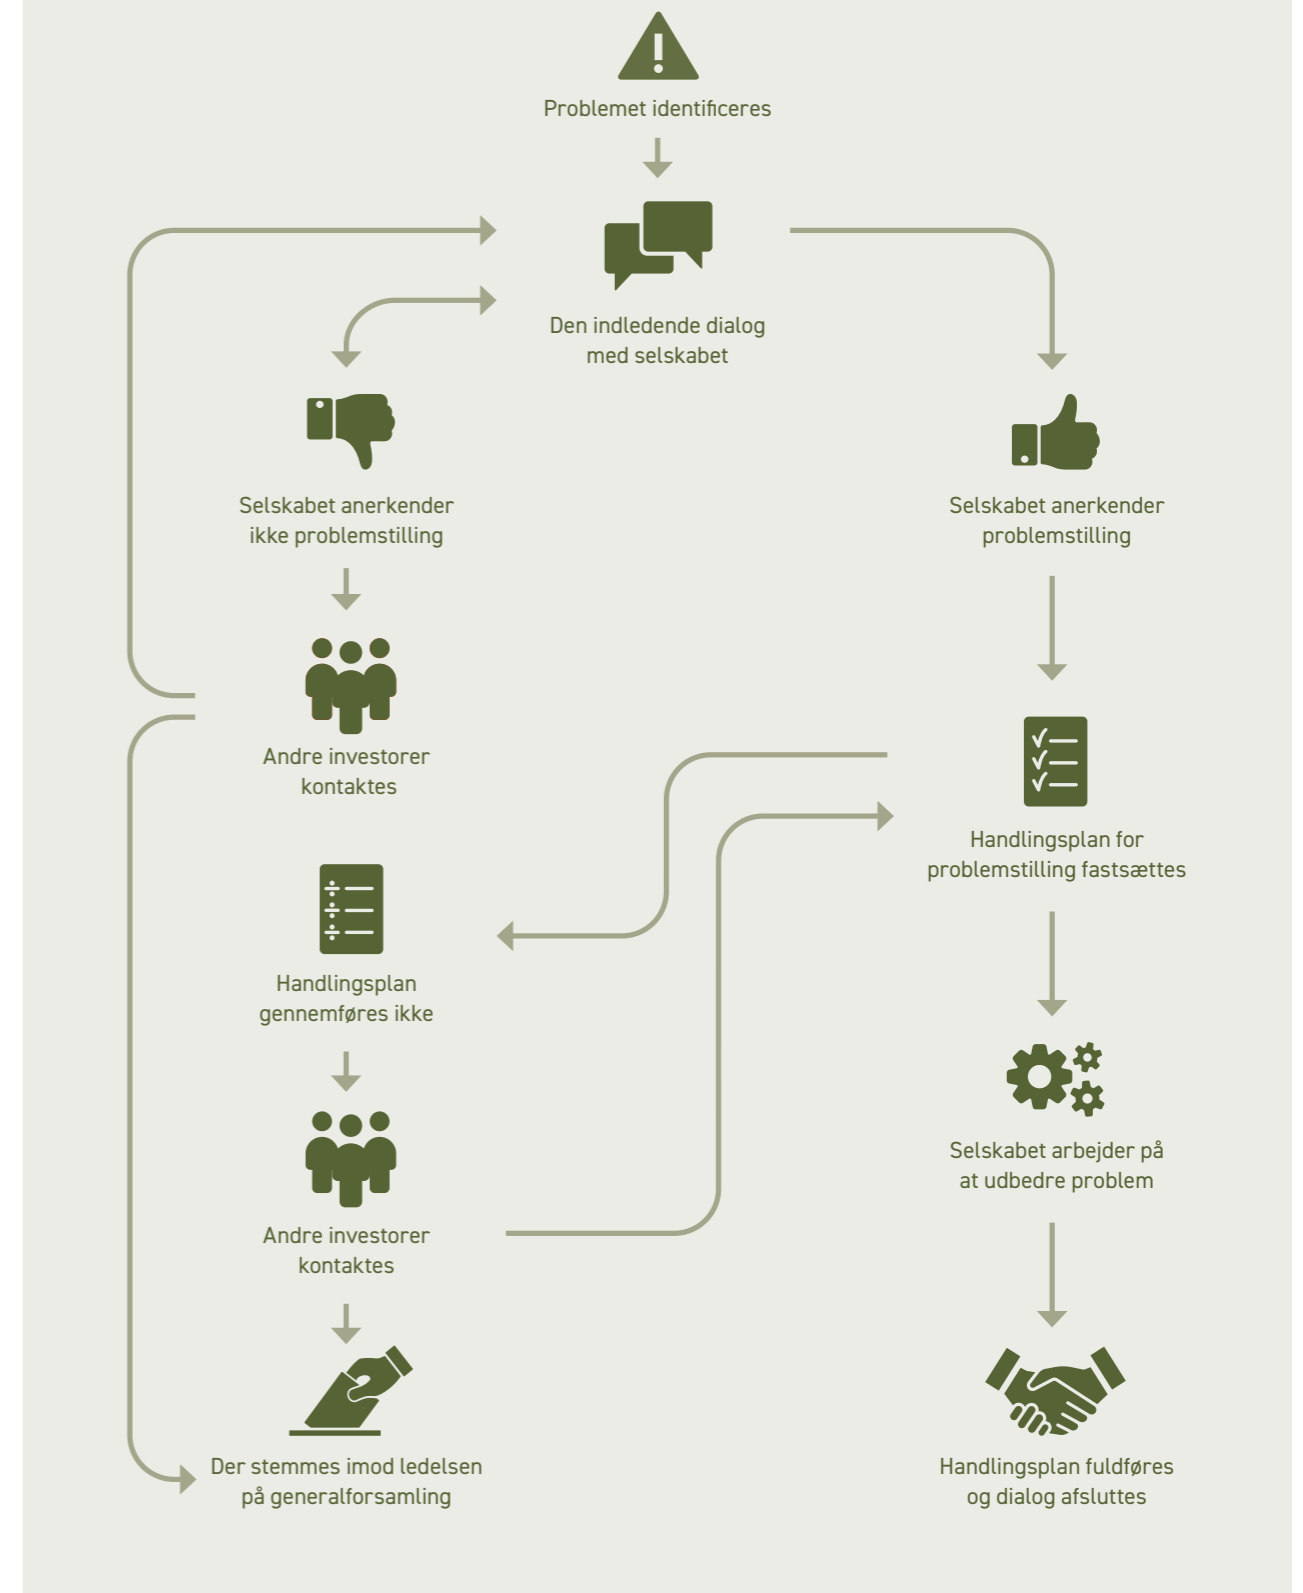 Problemet identificeres
Den indledende dialog
med selskabet
Selskabet anerkender
ikke problemstilling
Selskabet anerkender
problemstilling
Andre investorer
kontaktes
Handlingsplan for
problemstilling fastsættes
Handlingsplan
gennemføres ikke
Selskabet arbejder på
at udbedre problem
Andre investorer
kontaktes
Der stemmes imod ledelsen
på generalforsamling
Handlingsplan fuldføres
og dialog afsluttes